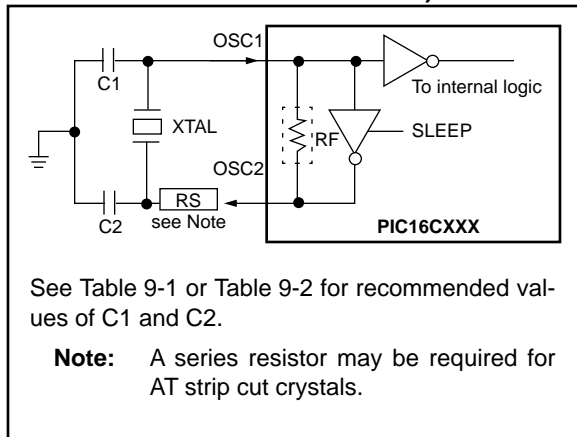 OSC1
C1
To internal logic
XTAL
RF
SLEEP
OSC2
RS
C2
see Note
PIC16CXXX
See Table 9-1 or Table 9-2 for recommended val-
ues of C1 and C2.
Note: A series resistor may be required for
AT strip cut crystals.